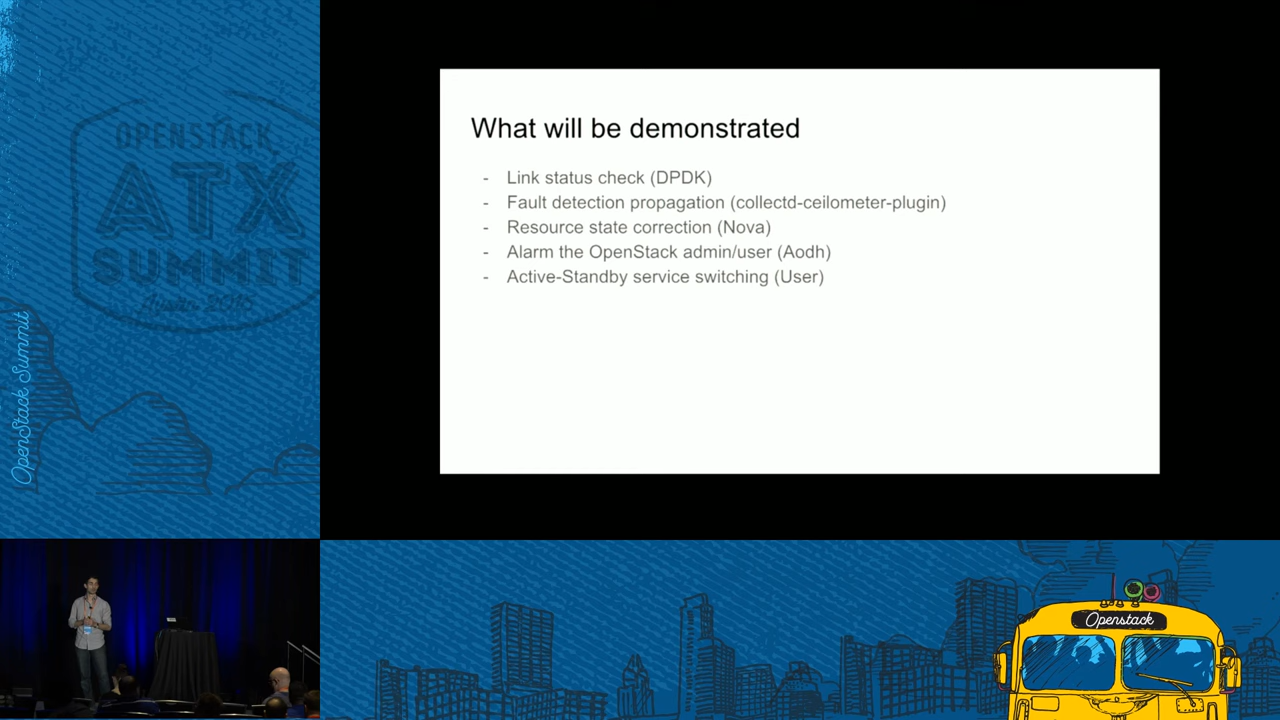 OPENSTACK
ATX
SUMMIT
Austin 2016
OpenStack Summit
What will be demonstrated
- Link status check (DPDK)
- Fault detection propagation (collectd-ceilometer-plugin)
- Resource state correction (Nova)
- Alarm the OpenStack admin/user (Aodh)
- Active-Standby service switching (User)
Openstack